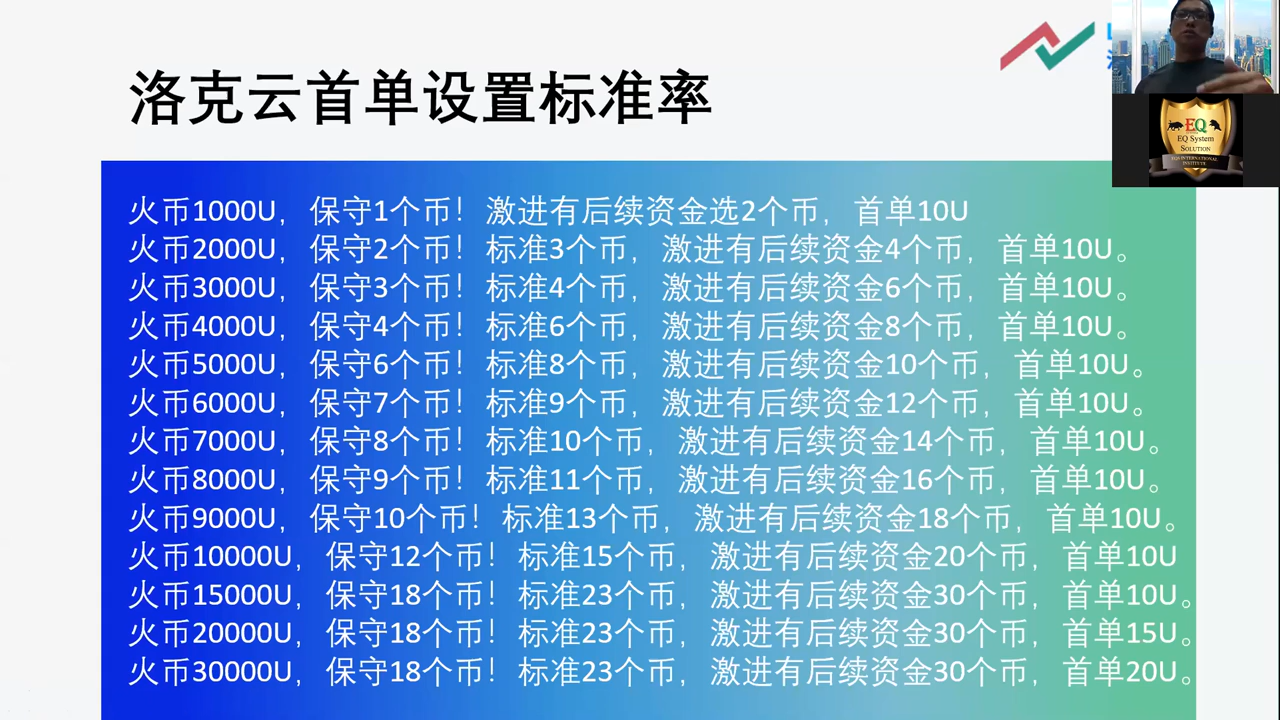 洛克云首单设置标准率
火币1000U，保守1个币！激进有后续资金选2个币，首单10U
火币2000U，保守2个币！标准3个币，激进有后续资金4个币，首单10U。
火币3000U，保守3个币！标准4个币，激进有后续资金6个币，首单10U。
火币4000U，保守4个币！标准6个币，激进有后续资金8个币，首单10U。
火币5000U，保守6个币！标准8个币，激进有后续资金10个币，首单10U。
火币6000U，保守7个币！标准9个币，激进有后续资金12个币，首单10U。
火币7000U，保守8个币！标准10个币，激进有后续资金14个币，首单10U。
火币8000U，保守9个币！标准11个币，激进有后续资金16个币，首单10U。
火币9000U，保守10个币！标准13个币，激进有后续资金18个币，首单10U。
火币10000U，保守12个币！标准15个币，激进有后续资金20个币，首单10U
火币15000U，保守18个币！标准23个币，激进有后续资金30个币，首单10U。
火币20000U，保守18个币！标准23个币，激进有后续资金30个币，首单15U。
火币30000U，保守18个币！标准23个币，激进有后续资金30个币，首单20U。
EQ
EQ System
SOLUTION
EQS INTERNATIONAL
INSTITUTE